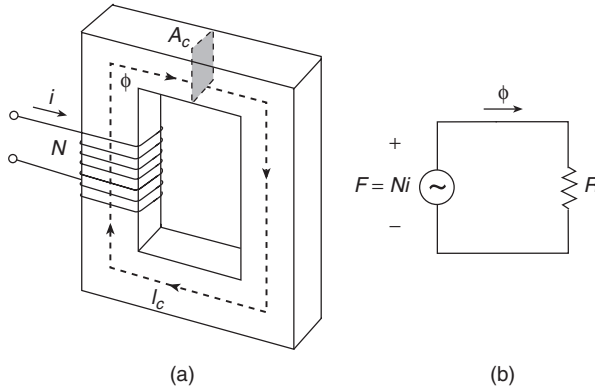 A_c
ϕ
i
N
l_c
(a)
ϕ
+
F = Ni
~
−
R
(b)